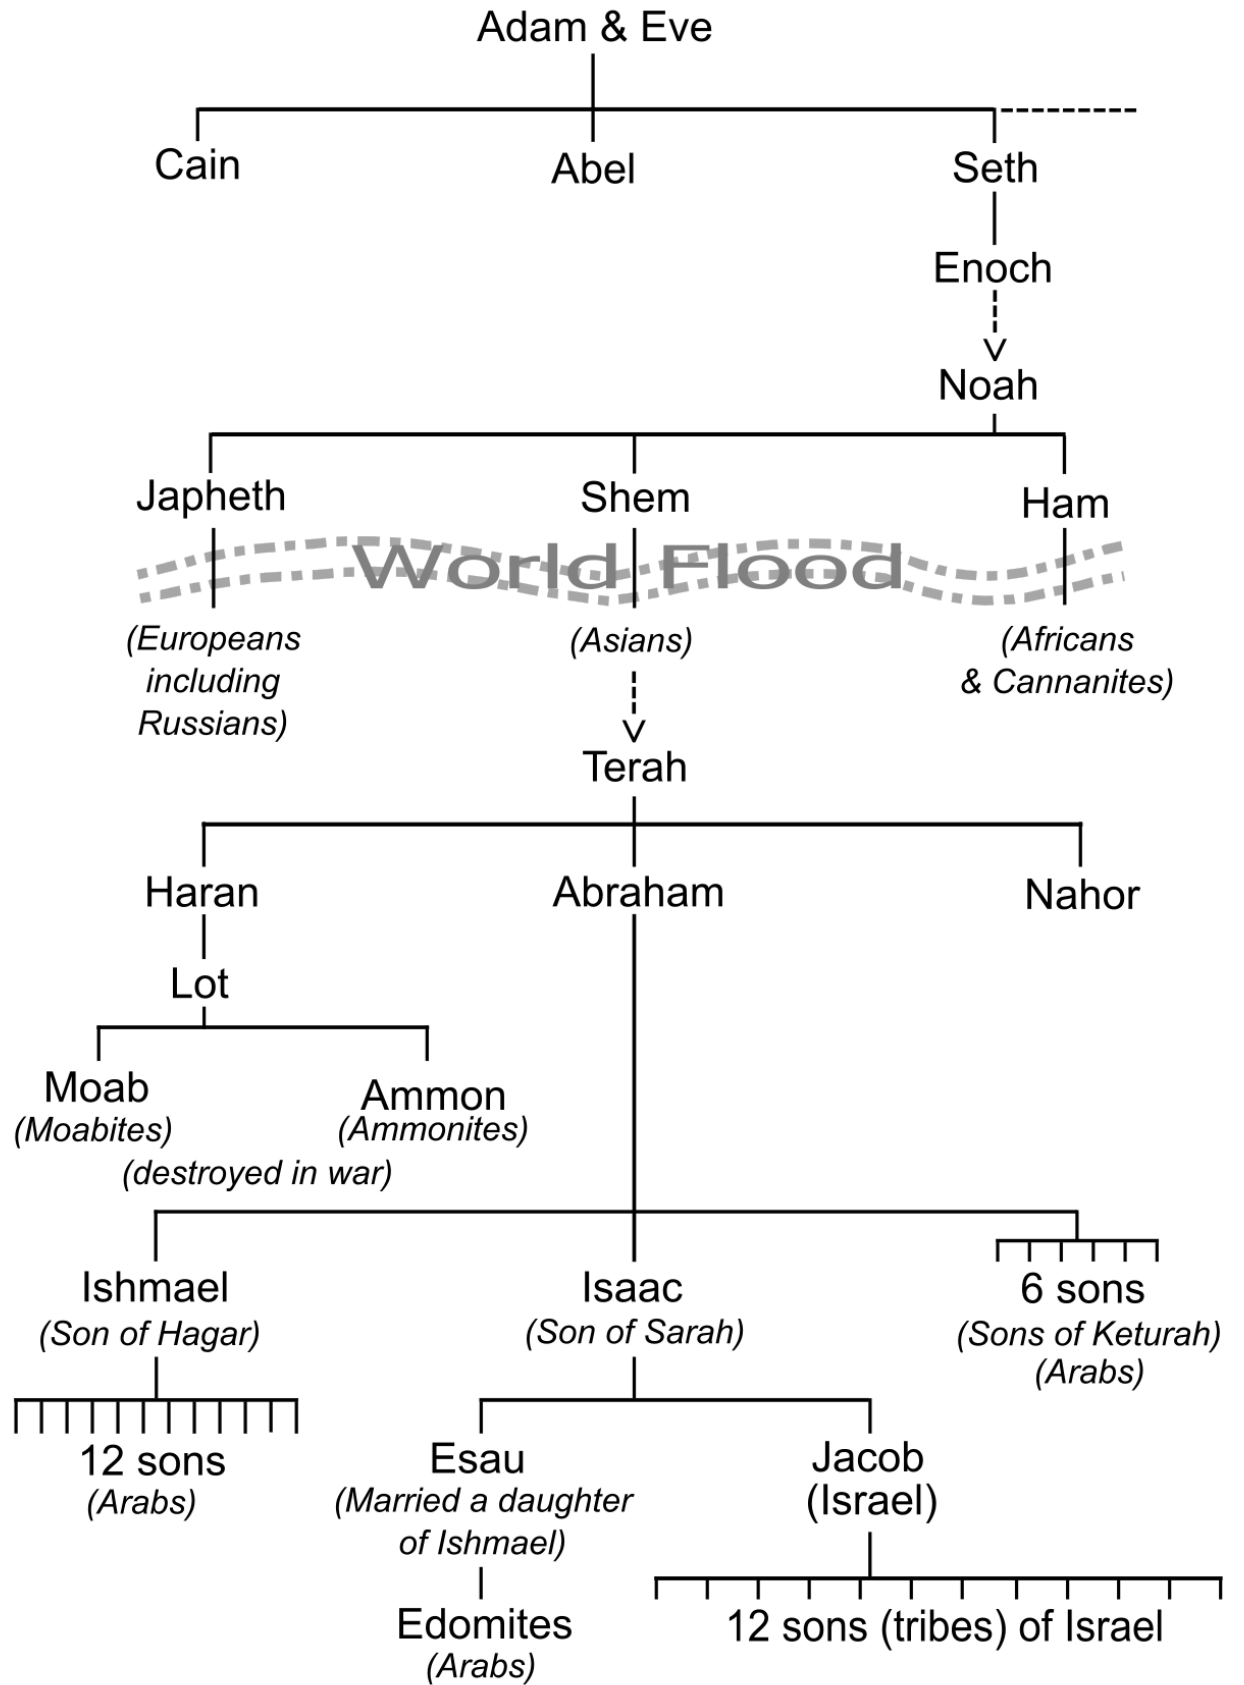 Adam & Eve
Cain
Abel
Seth
Enoch
Noah
Japheth
Shem
Ham
World Flood
(Europeans
including
Russians)
(Asians)
(Africans
& Cannanites)
Terah
Haran
Abraham
Nahor
Lot
Moab
(Moabites)
Ammon
(Ammonites)
(destroyed in war)
Ishmael
(Son of Hagar)
Isaac
(Son of Sarah)
6 sons
(Sons of Keturah)
(Arabs)
12 sons
(Arabs)
Esau
(Married a daughter
of Ishmael)
Jacob
(Israel)
Edomites
(Arabs)
12 sons (tribes) of Israel